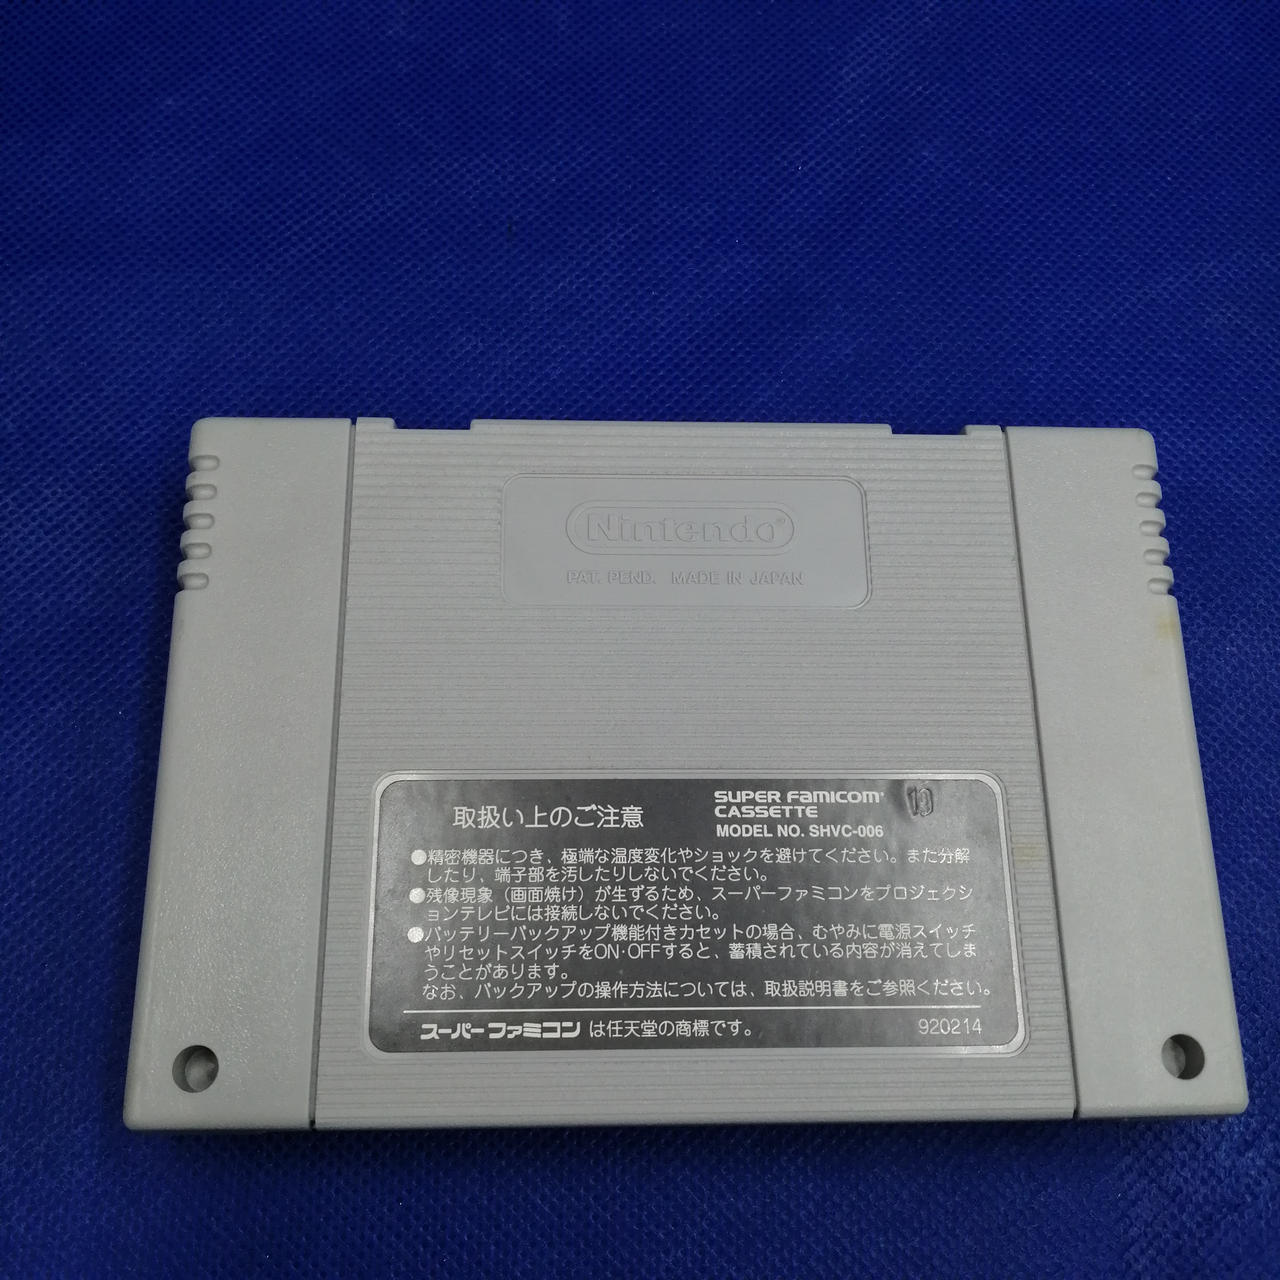 Nintendo®
PAT. PEND. MADE IN JAPAN
取扱い上のご注意
SUPER FAMICOM
CASSETTE
MODEL NO. SHVC-006
10
●精密機器につき、極端な温度変化やショックを避けてください。また分解
したり、端子部を汚したりしないでください。
●残像現象（画面焼け）が生ずるため、スーパーファミコンをプロジェクシ
ョンテレビには接続しないでください。
●バッテリーバックアップ機能付きカセットの場合、むやみに電源スイッチ
やリセットスイッチをON・OFFすると、蓄積されている内容が消えてしま
うことがあります。
なお、バックアップの操作方法については、取扱説明書をご参照ください。
スーパーファミコン は任天堂の商標です。
920214